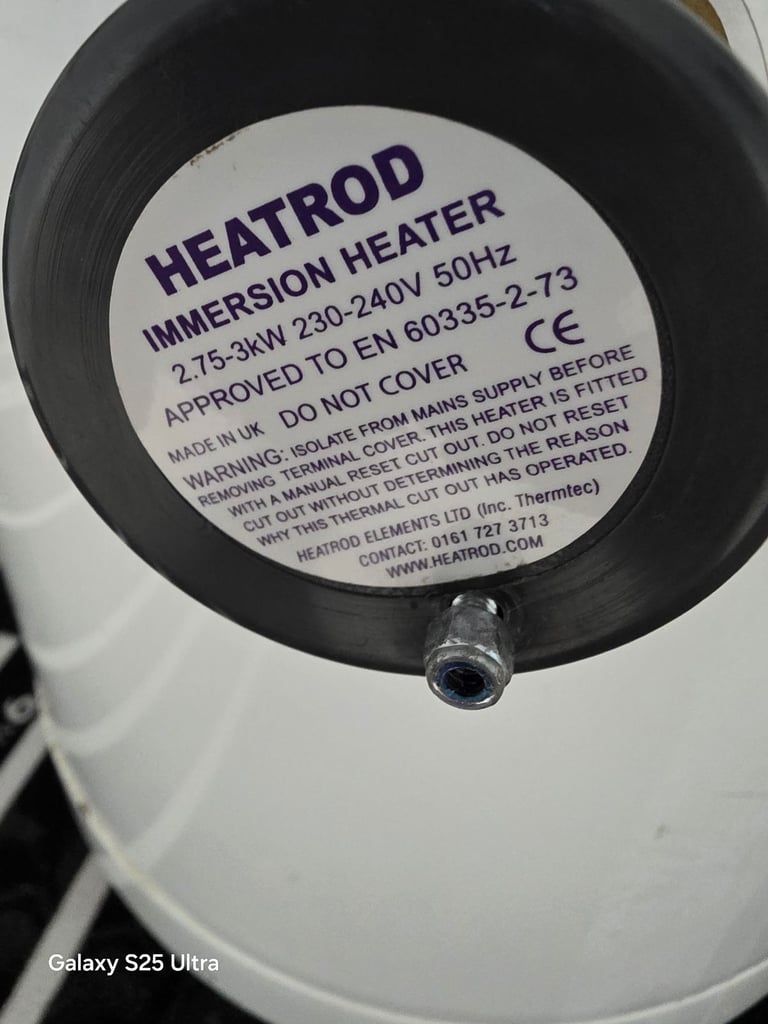 HEATROD
IMMERSION HEATER
2.75-3kW 230-240V 50Hz
APPROVED TO EN 60335-2-73
CE
MADE IN UK DO NOT COVER
WARNING: ISOLATE FROM MAINS SUPPLY BEFORE
REMOVING TERMINAL COVER. THIS HEATER IS FITTED
WITH A MANUAL RESET CUT OUT. DO NOT RESET
CUT OUT WITHOUT DETERMINING THE REASON
WHY THIS THERMAL CUT OUT HAS OPERATED.
HEATROD ELEMENTS LTD (Inc. Thermtec)
CONTACT: 0161 727 3713
WWW.HEATROD.COM
Galaxy S25 Ultra